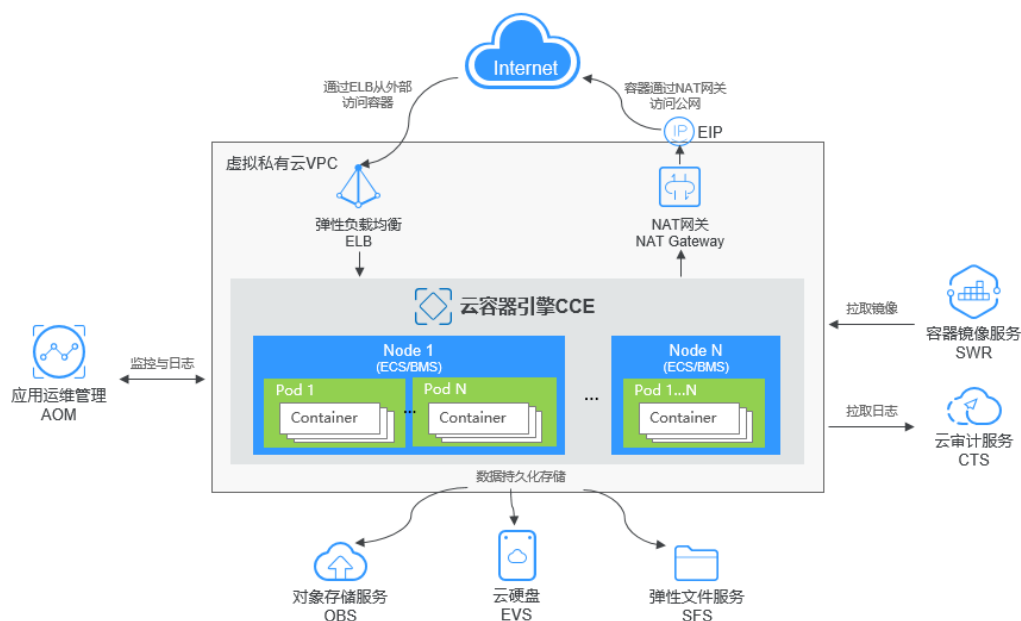 Internet
通过ELB从外部
访问容器
容器通过NAT网关
访问公网
IP
EIP
虚拟私有云VPC
弹性负载均衡
ELB
NAT网关
NAT Gateway
云容器引擎CCE
Node 1
(ECS/BMS)
Pod 1
Container
...
Pod N
Container
...
Node N
(ECS/BMS)
Pod 1...N
Container
监控与日志
应用运维管理
AOM
拉取镜像
容器镜像服务
SWR
拉取日志
云审计服务
CTS
数据持久化存储
对象存储服务
OBS
云硬盘
EVS
弹性文件服务
SFS